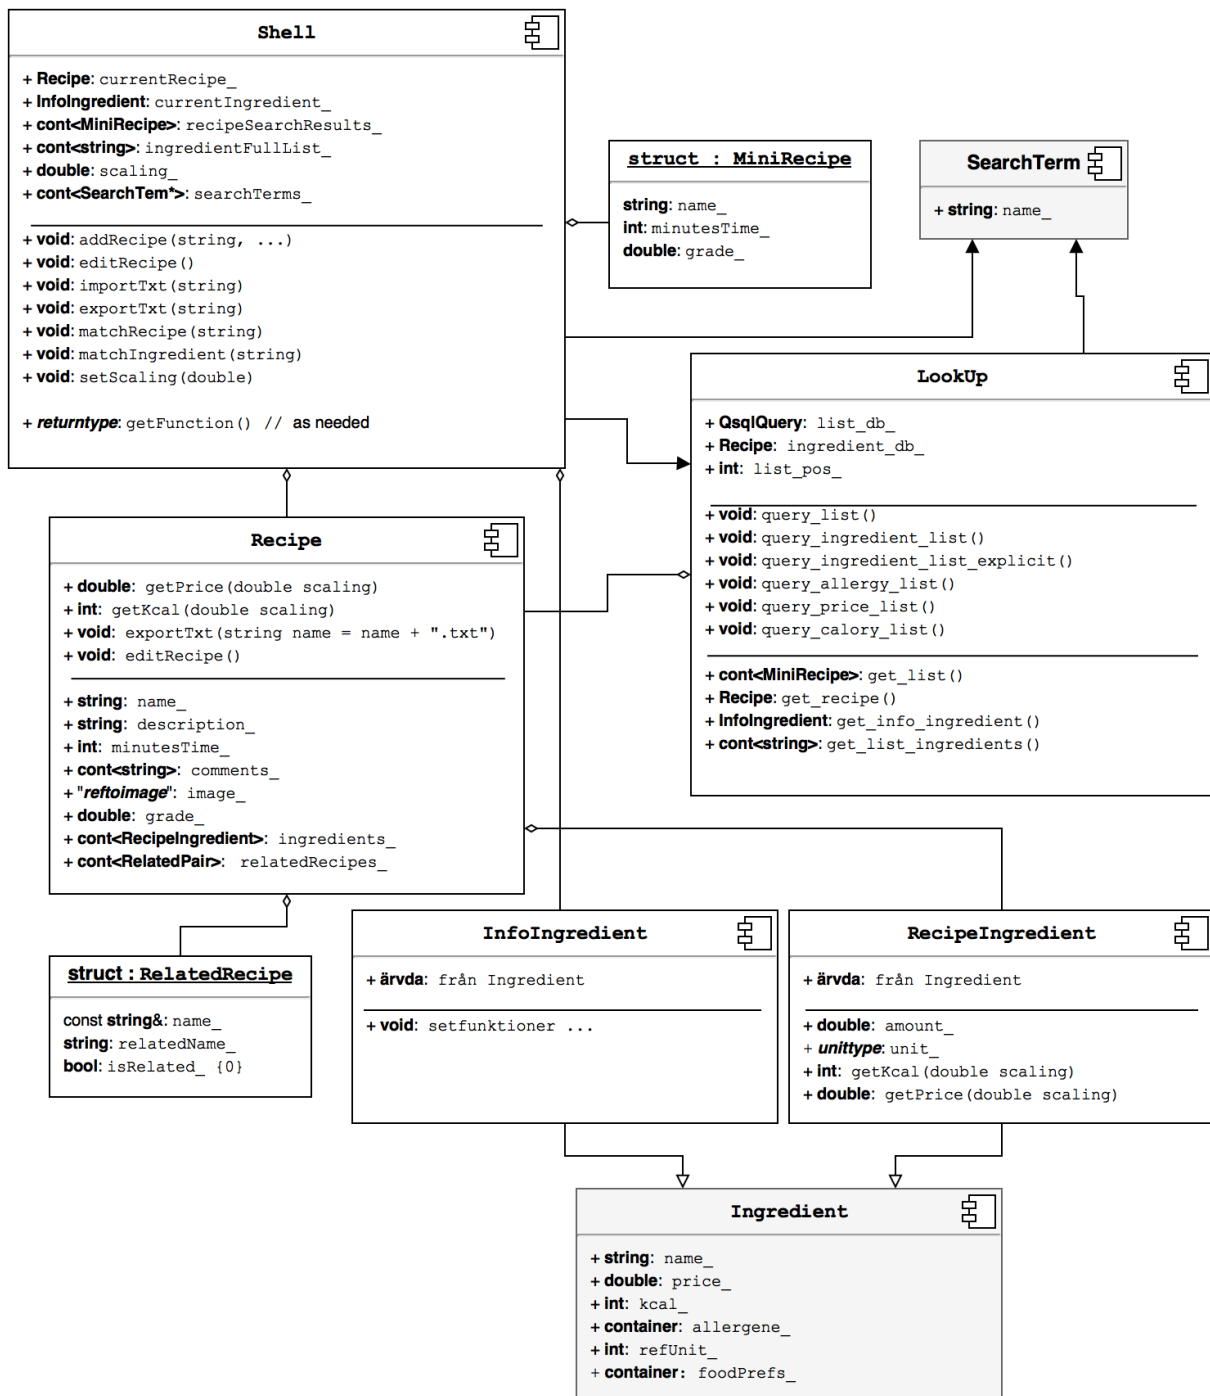 Shell
+ Recipe: currentRecipe_
+ InfoIngredient: currentIngredient_
+ cont<MiniRecipe>: recipeSearchResults_
+ cont<string>: ingredientFullList_
+ double: scaling_
+ cont<SearchTem*>: searchTerms_
+ void: addRecipe(string, ...)
+ void: editRecipe()
+ void: importTxt(string)
+ void: exportTxt(string)
+ void: matchRecipe(string)
+ void: matchIngredient(string)
+ void: setScaling(double)
+ returntype: getFunction() // as needed
struct : MiniRecipe
string: name_
int: minutesTime_
double: grade_
SearchTerm
+ string: name_
LookUp
+ QsqlQuery: list_db_
+ Recipe: ingredient_db_
+ int: list_pos_
+ void: query_list()
+ void: query_ingredient_list()
+ void: query_ingredient_list_explicit()
+ void: query_allergy_list()
+ void: query_price_list()
+ void: query_calory_list()
+ cont<MiniRecipe>: get_list()
+ Recipe: get_recipe()
+ InfoIngredient: get_info_ingredient()
+ cont<string>: get_list_ingredients()
Recipe
+ double: getPrice(double scaling)
+ int: getKcal(double scaling)
+ void: exportTxt(string name = name + ".txt")
+ void: editRecipe()
+ string: name_
+ string: description_
+ int: minutesTime_
+ cont<string>: comments_
+ "reftoimage": image_
+ double: grade_
+ cont<RecipeIngredient>: ingredients_
+ cont<RelatedPair>: relatedRecipes_
struct : RelatedRecipe
const string&: name_
string: relatedName_
bool: isRelated_ {0}
InfoIngredient
+ ärvda: från Ingredient
+ void: setfunktioner ...
RecipeIngredient
+ ärvda: från Ingredient
+ double: amount_
+ unittype: unit_
+ int: getKcal(double scaling)
+ double: getPrice(double scaling)
Ingredient
+ string: name_
+ double: price_
+ int: kcal_
+ container: allergene_
+ int: refUnit_
+ container: foodPrefs_